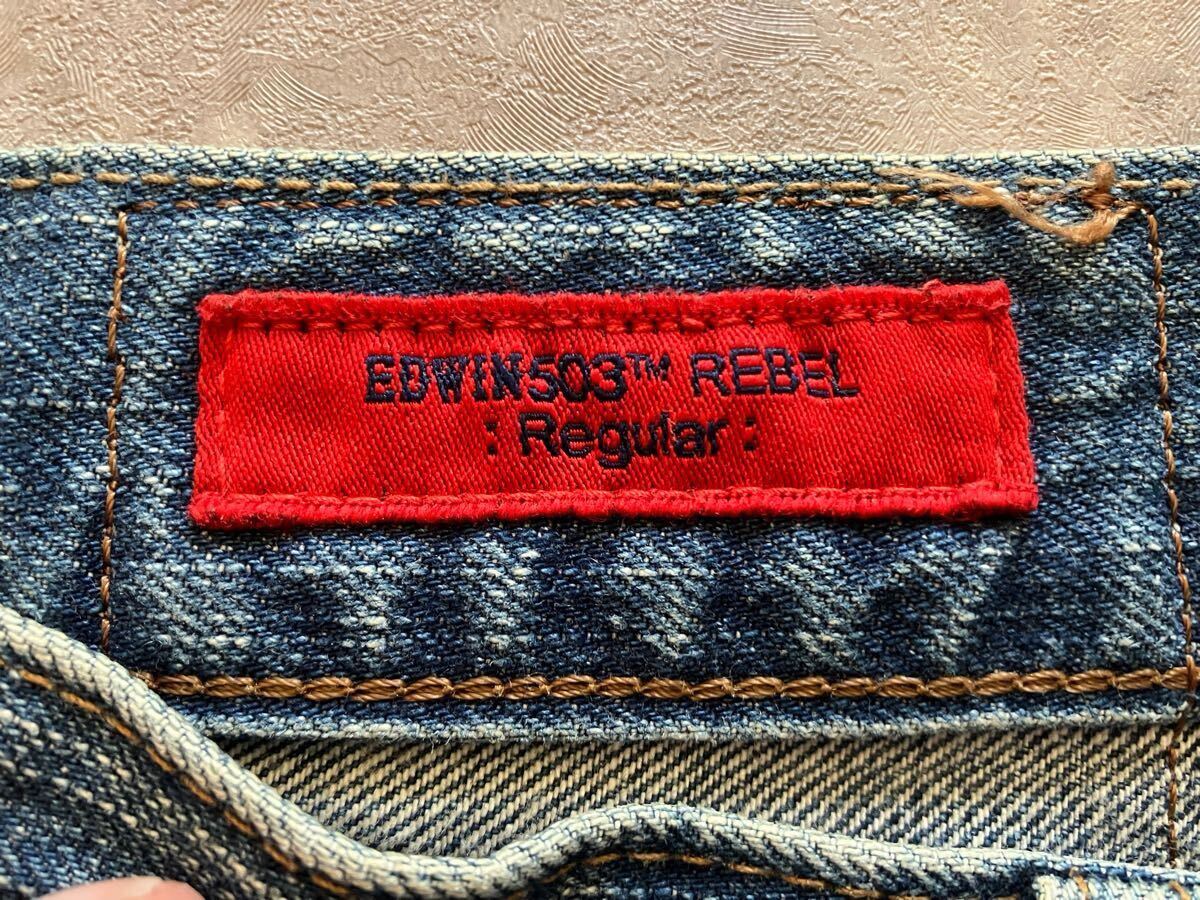 EDWIN503™ REBEL
: Regular :